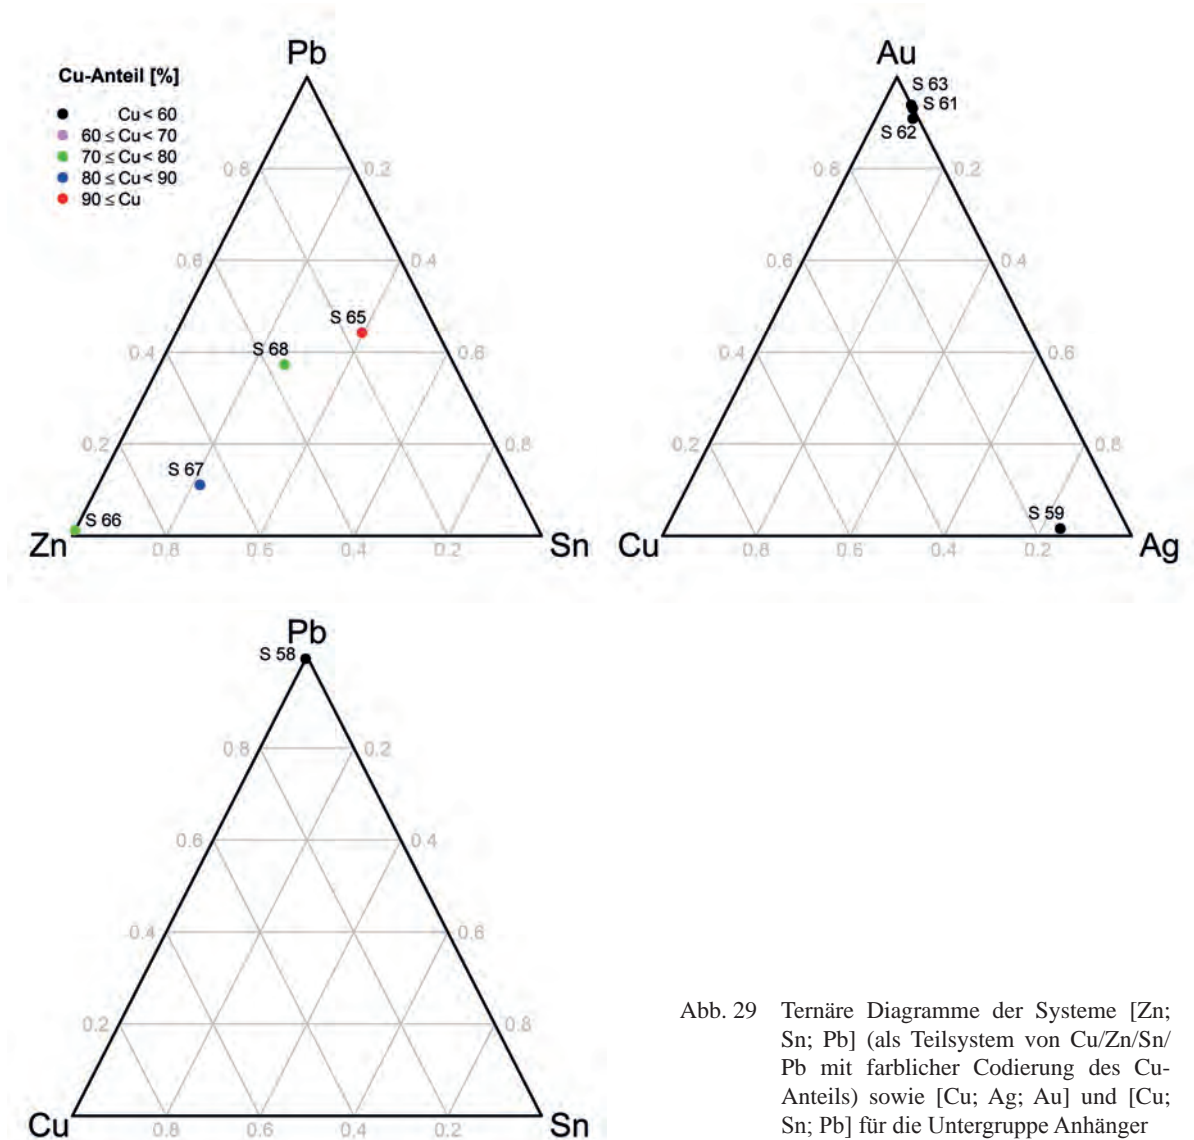 Pb
Cu-Anteil [%]
Cu < 60
60 ≤ Cu < 70
70 ≤ Cu < 80
80 ≤ Cu < 90
90 ≤ Cu
0.8 0.2
0.6 0.4
S 65
S 68
0.4 0.6
0.2 0.8
S 67
S 66
Zn Sn
0.8 0.6 0.4 0.2
Au
S 63
S 61
S 62
0.8 0.2
0.6 0.4
0.4 0.6
0.2 0.8
S 59
Cu Ag
0.8 0.6 0.4 0.2
Pb
S 58
0.8 0.2
0.6 0.4
0.4 0.6
0.2 0.8
Cu Sn
0.8 0.6 0.4 0.2
Abb. 29 Ternäre Diagramme der Systeme [Zn;
Sn; Pb] (als Teilsystem von Cu/Zn/Sn/
Pb mit farblicher Codierung des Cu-
Anteils) sowie [Cu; Ag; Au] und [Cu;
Sn; Pb] für die Untergruppe Anhänger